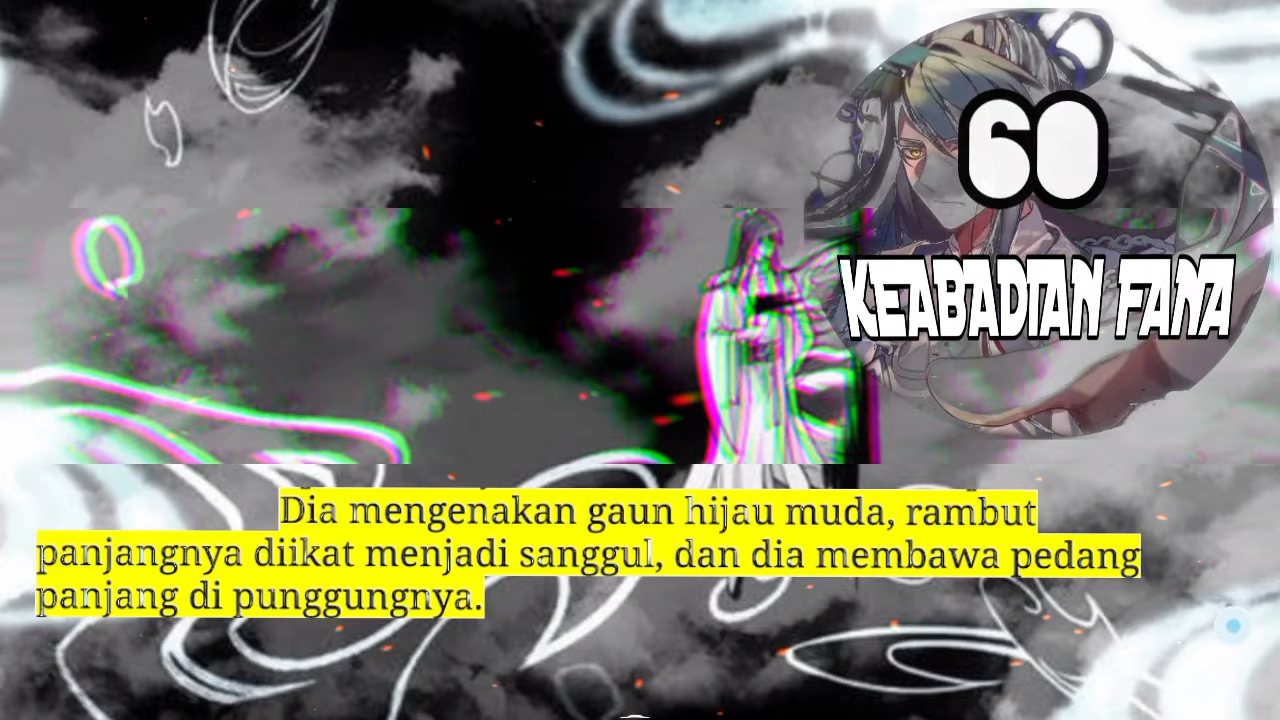 60
KEABADIAN FANA
Dia mengenakan gaun hijau muda, rambut
panjangnya diikat menjadi sanggul, dan dia membawa pedang
panjang di punggungnya.